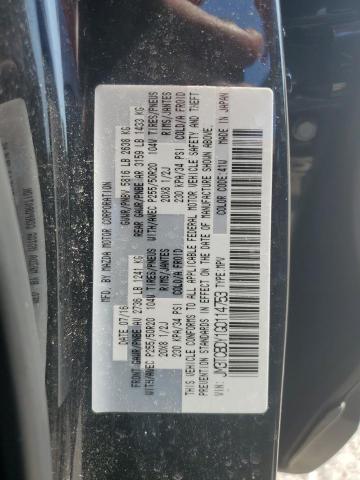 MFD. BY MAZDA MOTOR CORPORATION
DATE: 07/16 GVWR/PNBV: 5816 LB 2638 KG
FRONT GAWR/PNBE AV 2736 LB 1241 KG REAR GAWR/PNBE AR 3159 LB 1433 KG
WITH/AVEC P255/50R20 104V TIRES/PNEUS WITH/AVEC P255/50R20 104V TIRES/PNEUS
20X8 1/2J RIMS/JANTES 20X8 1/2J RIMS/JANTES
230 KPA/34 PSI COLD/A FROID 230 KPA/34 PSI COLD/A FROID
THIS VEHICLE CONFORMS TO ALL APPLICABLE FEDERAL MOTOR VEHICLE SAFETY AND THEFT
PREVENTION STANDARDS IN EFFECT ON THE DATE OF MANUFACTURE SHOWN ABOVE.
COLOR CODE 41V MADE IN JAPAN
VIN: JM3TCBDY1G0114753 TYPE:MPV